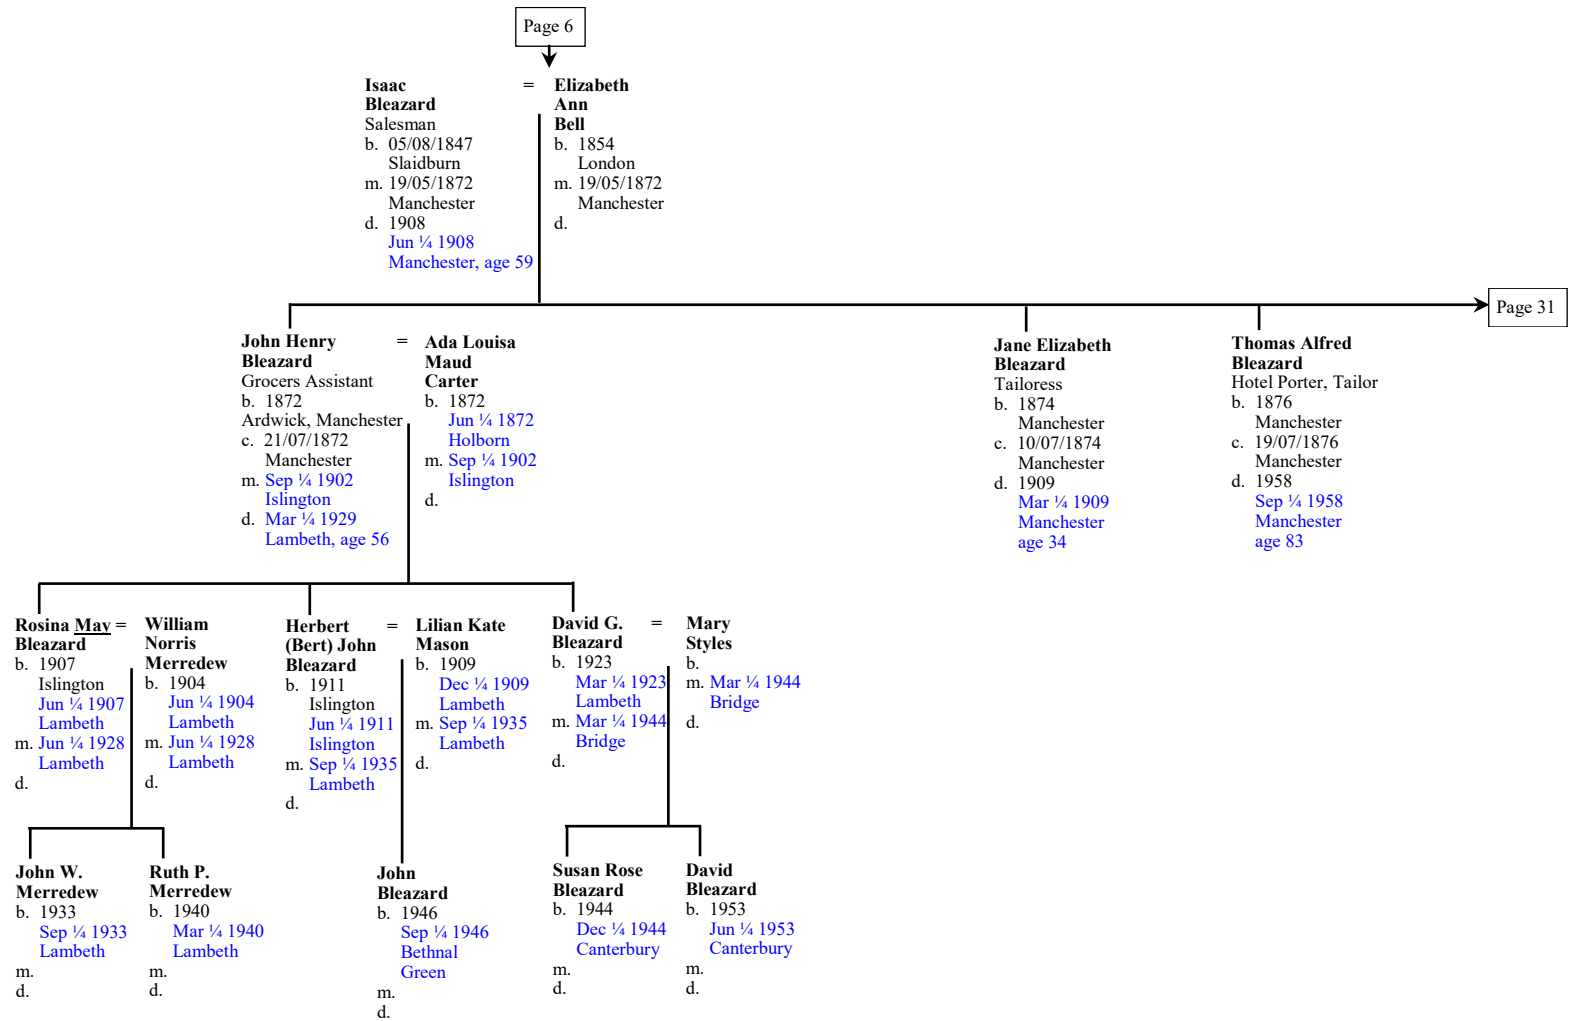 Page 6
Isaac
Bleazard
Salesman
b. 05/08/1847
Slaidburn
m. 19/05/1872
Manchester
d. 1908
Jun ¼ 1908
Manchester, age 59
=
Elizabeth
Ann
Bell
b. 1854
London
m. 19/05/1872
Manchester
d.
Page 31
John Henry
Bleazard
Grocers Assistant
b. 1872
Ardwick, Manchester
c. 21/07/1872
Manchester
m. Sep ¼ 1902
Islington
d. Mar ¼ 1929
Lambeth, age 56
=
Ada Louisa
Maud
Carter
b. 1872
Jun ¼ 1872
Holborn
m. Sep ¼ 1902
Islington
d.
Jane Elizabeth
Bleazard
Tailoress
b. 1874
Manchester
c. 10/07/1874
Manchester
d. 1909
Mar ¼ 1909
Manchester
age 34
Thomas Alfred
Bleazard
Hotel Porter, Tailor
b. 1876
Manchester
c. 19/07/1876
Manchester
d. 1958
Sep ¼ 1958
Manchester
age 83
Rosina May =
Bleazard
b. 1907
Islington
Jun ¼ 1907
Lambeth
m. Jun ¼ 1928
Lambeth
d.
William
Norris
Merredew
b. 1904
Jun ¼ 1904
Lambeth
m. Jun ¼ 1928
Lambeth
d.
Herbert =
(Bert) John
Bleazard
b. 1911
Islington
Jun ¼ 1911
Islington
m. Sep ¼ 1935
Lambeth
d.
Lilian Kate
Mason
b. 1909
Dec ¼ 1909
Lambeth
m. Sep ¼ 1935
Lambeth
d.
David G. =
Bleazard
b. 1923
Mar ¼ 1923
Lambeth
m. Mar ¼ 1944
Bridge
d.
Mary
Styles
b.
m. Mar ¼ 1944
Bridge
d.
John W.
Merredew
b. 1933
Sep ¼ 1933
Lambeth
m.
d.
Ruth P.
Merredew
b. 1940
Mar ¼ 1940
Lambeth
m.
d.
John
Bleazard
b. 1946
Sep ¼ 1946
Bethnal
Green
m.
d.
Susan Rose
Bleazard
b. 1944
Dec ¼ 1944
Canterbury
m.
d.
David
Bleazard
b. 1953
Jun ¼ 1953
Canterbury
m.
d.